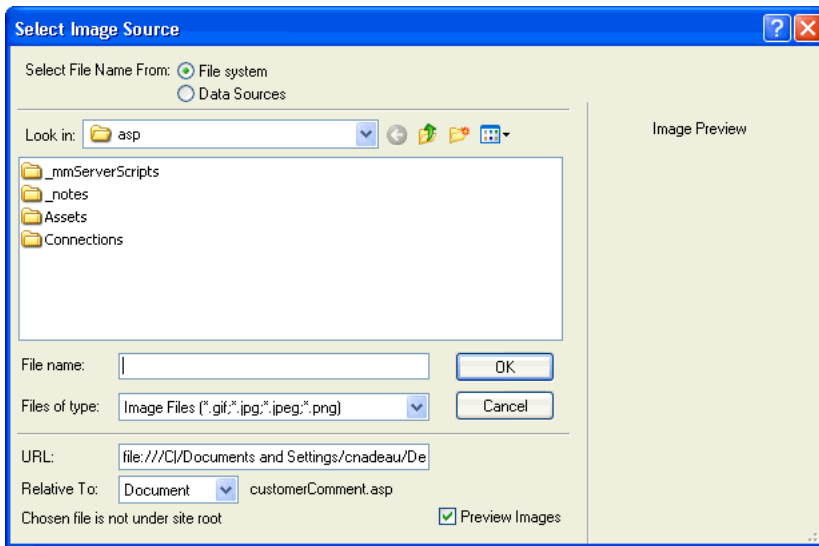 Select Image Source
Select File Name From: File system
Data Sources
Look in: asp
Image Preview
_mmServerScripts
_notes
Assets
Connections
File name:
OK
Files of type: Image Files (*.gif;*.jpg;*.jpeg;*.png)
Cancel
URL: file:///C|/Documents and Settings/cnadeau/De
Relative To: Document customerComment.asp
Chosen file is not under site root
Preview Images